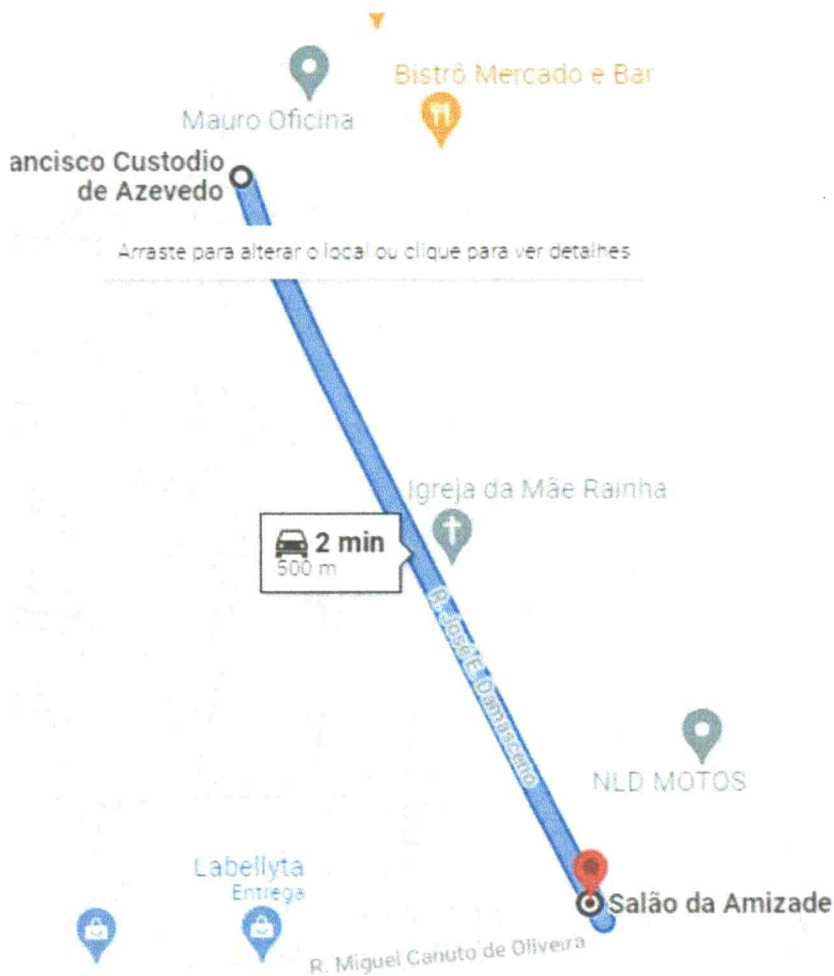 Bistrô Mercado e Bar
Mauro Oficina
ancisco Custodio
de Azevedo
Arraste para alterar o local ou clique para ver detalhes
Igreja da Mãe Rainha
2 min
500 m
R. José E Damasceno
NLD MOTOS
Labellyta
Entrega
Salão da Amizade
R. Miguel Canuto de Oliveira